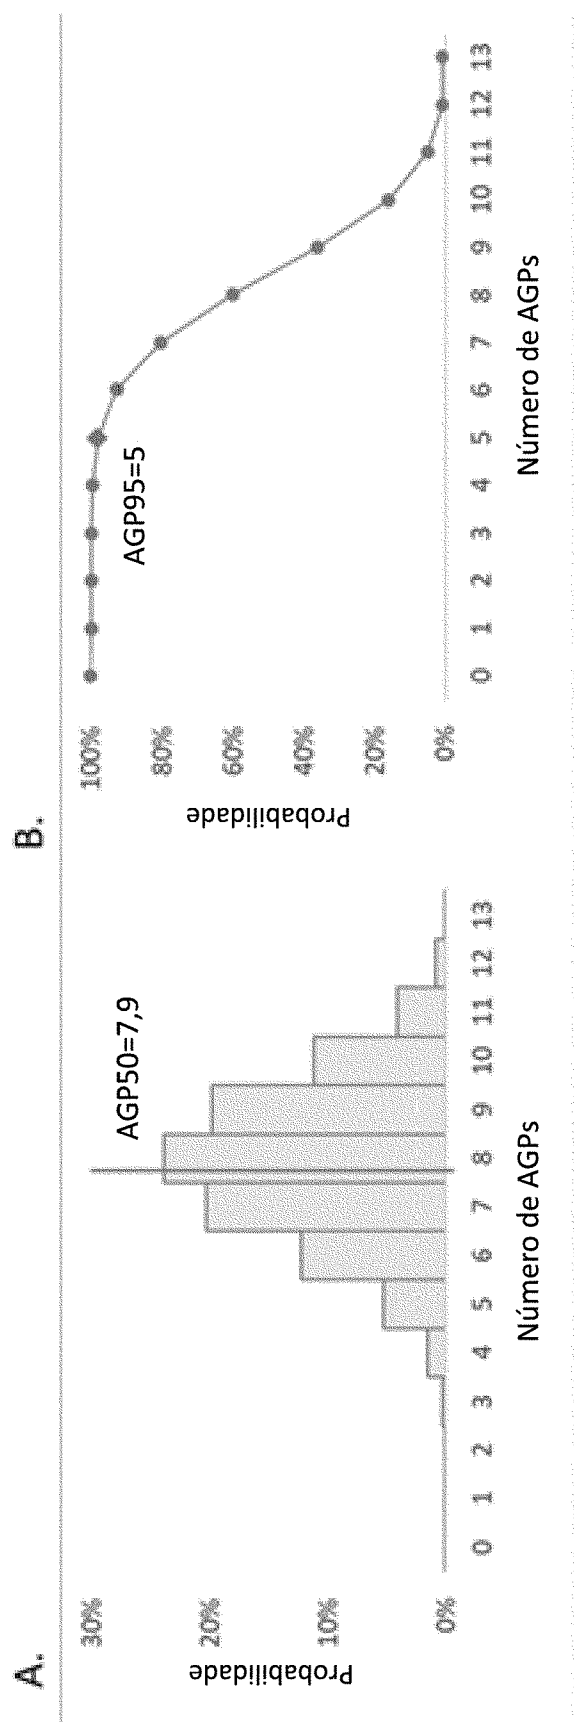 A.
Probabilidade
30%
20%
10%
0%
AGP50=7,9
0 1 2 3 4 5 6 7 8 9 10 11 12 13
Número de AGPs
B.
Probabilidade
100%
80%
60%
40%
20%
0%
AGP95=5
0 1 2 3 4 5 6 7 8 9 10 11 12 13
Número de AGPs